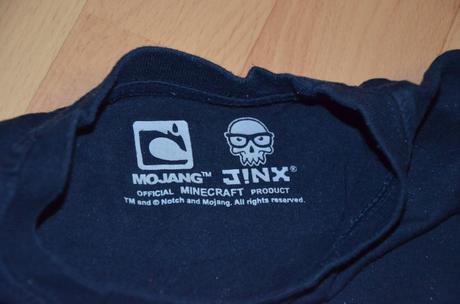 MOJANG™ J!NX®
OFFICIAL MINECRAFT PRODUCT
TM and © Notch and Mojang. All rights reserved.